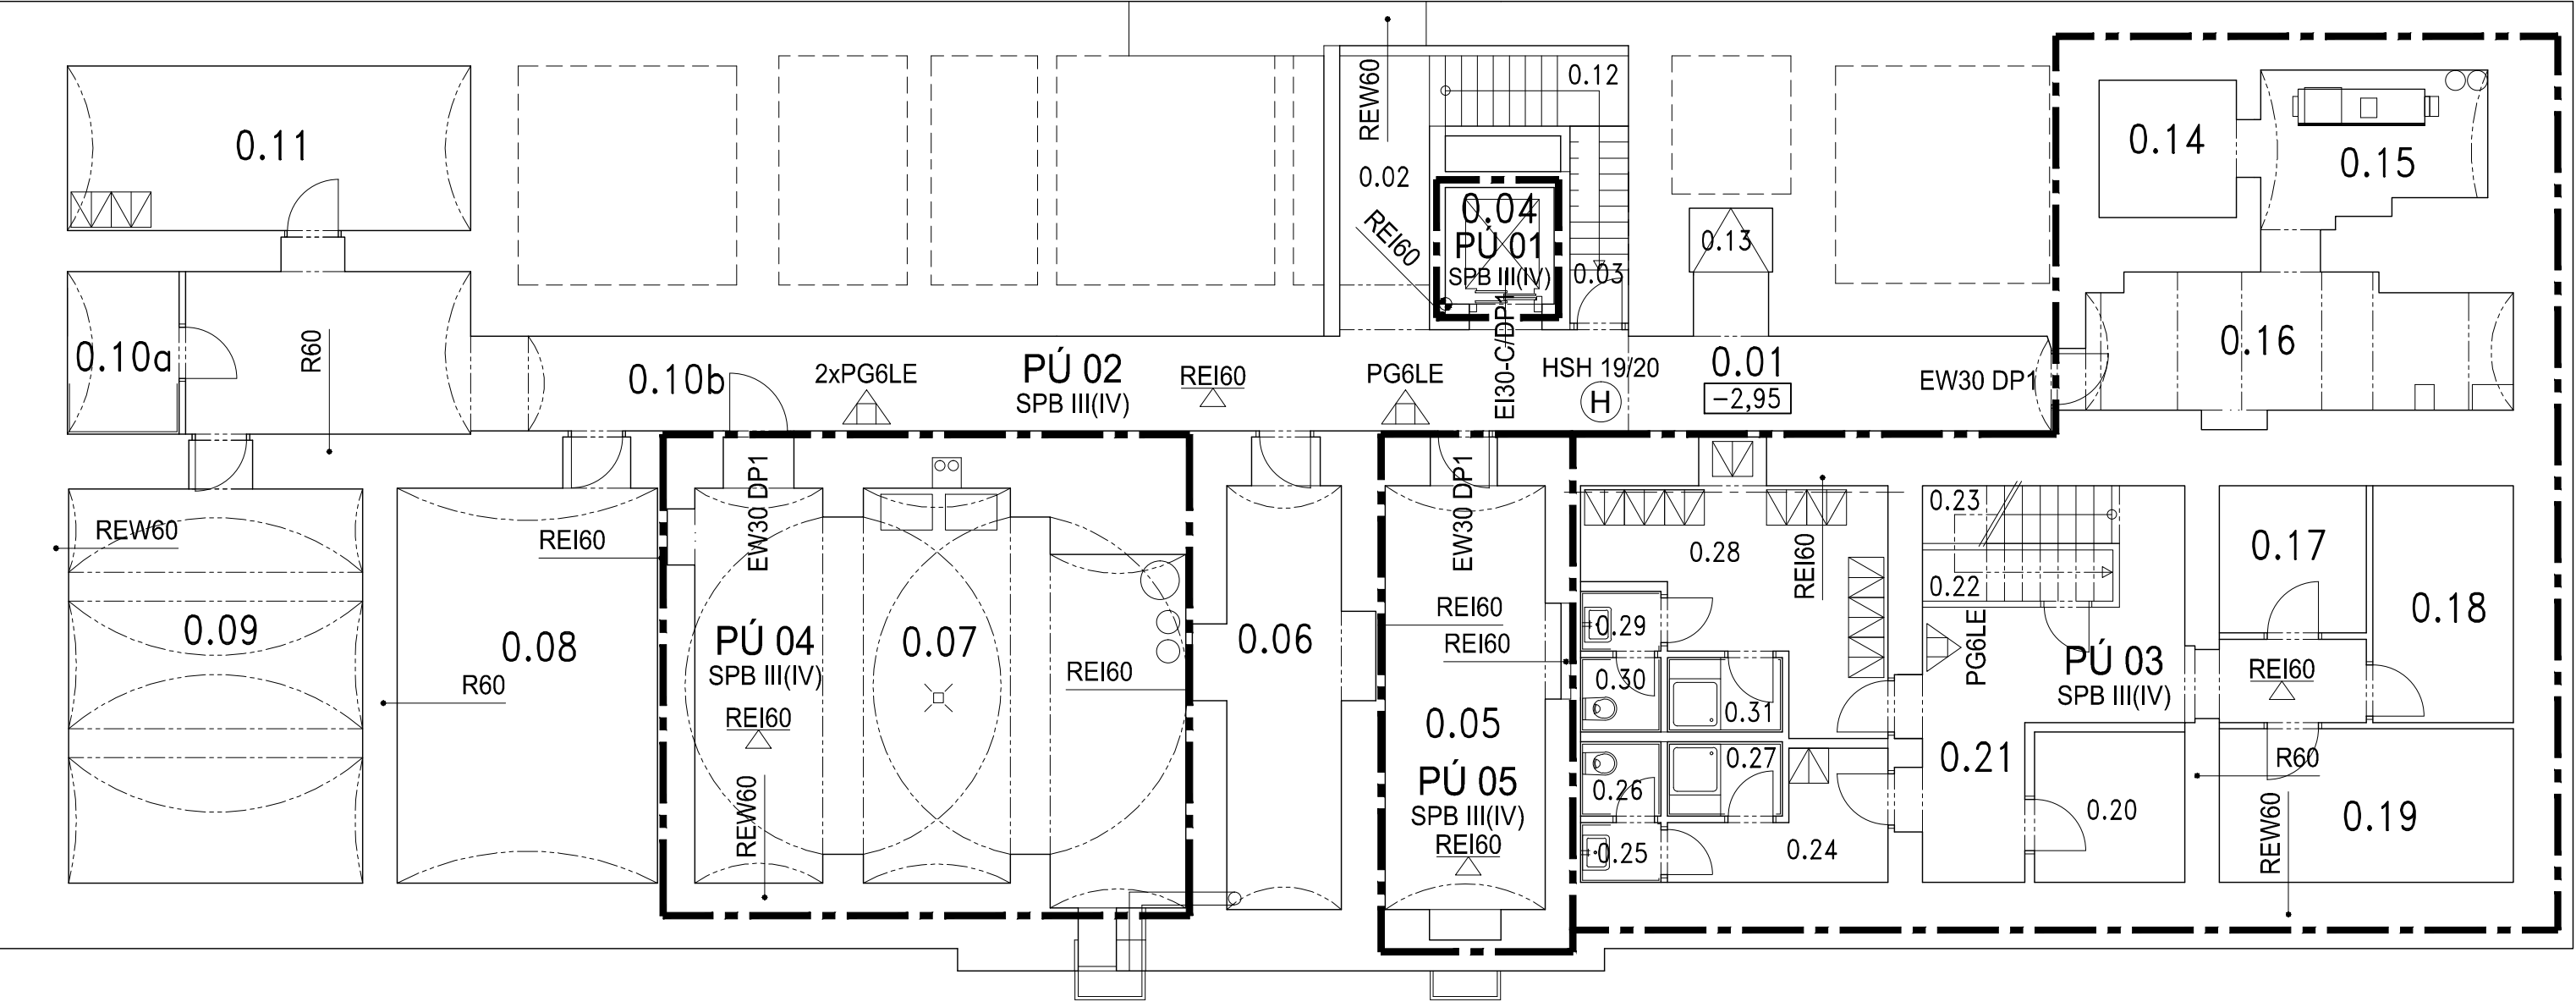 0.12
REW60
0.11
0.14
0.15
0.02
0.04
PÚ 01
SPB III(IV)
REI60
0.03
0.13
EI30-C/DP1
0.10a
R60
0.10b
2xPG6LE
PÚ 02
SPB III(IV)
REI60
PG6LE
HSH 19/20
H
0.01
-2,95
EW30 DP1
0.16
REW60
REI60
EW30 DP1
EW30 DP1
0.28
REI60
0.23
0.22
0.17
0.09
0.08
PÚ 04
SPB III(IV)
REI60
0.07
REI60
0.06
REI60
REI60
0.29
0.30
0.31
PG6LE
PÚ 03
SPB III(IV)
REI60
0.18
R60
REW60
0.05
PÚ 05
SPB III(IV)
REI60
0.27
0.26
0.25
0.24
0.21
0.20
R60
REW60
0.19